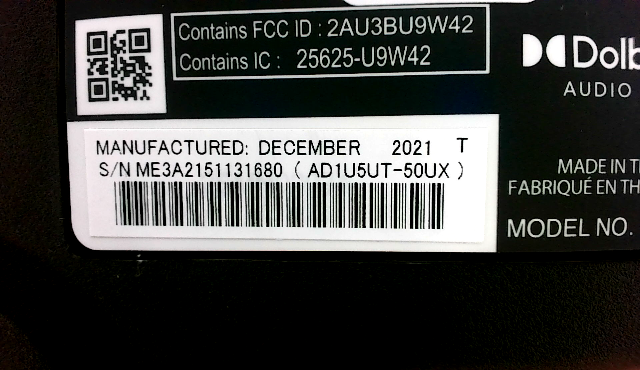 Contains FCC ID : 2AU3BU9W42
Contains IC : 25625-U9W42
AUDIO
MANUFACTURED: DECEMBER 2021 T
S/N ME3A2151131680 ( AD1U5UT-50UX )
MADE IN
FABRIQUÉ EN
MODEL NO.